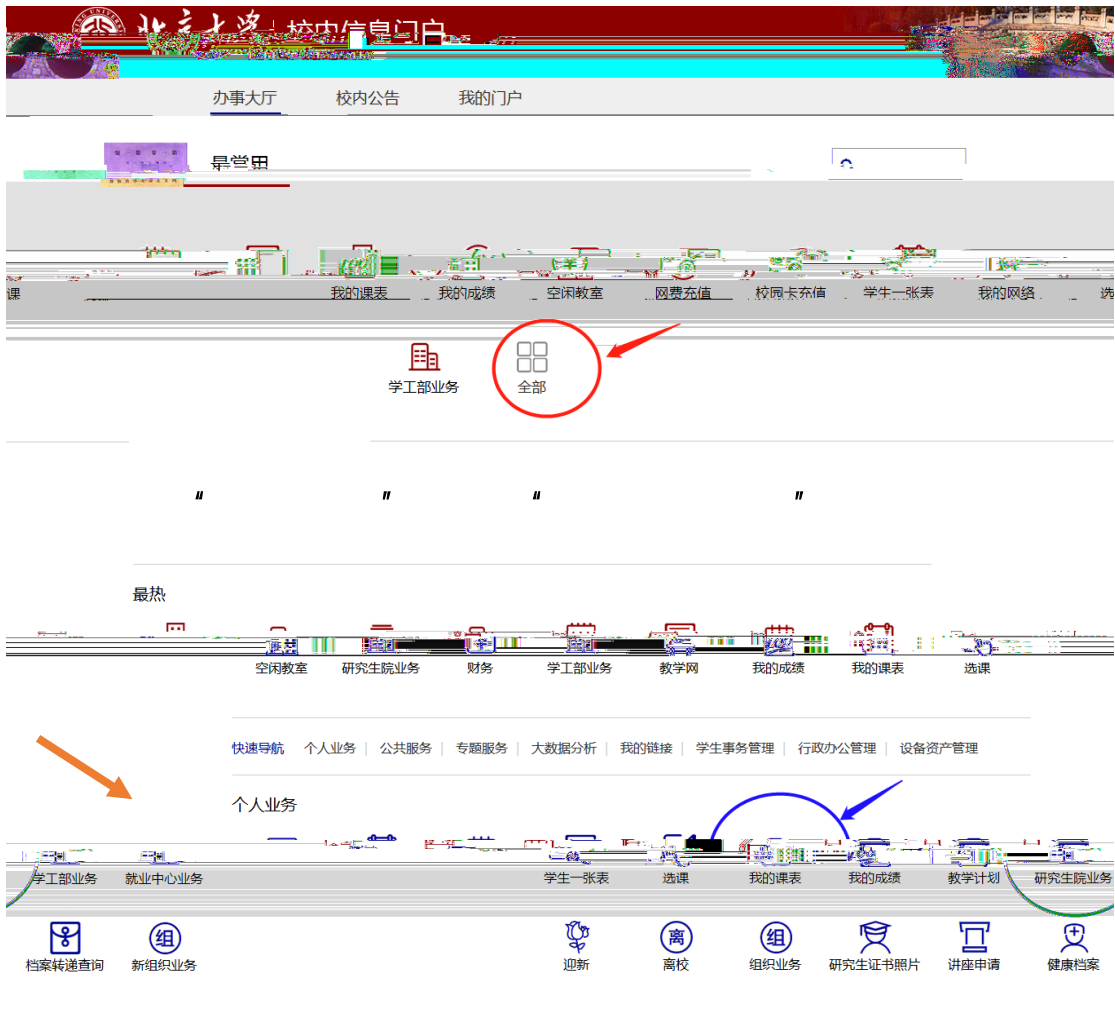 北京大学 校内信息门户
办事大厅 校内公告 我的门户
最常用
课 我的课表 我的成绩 空闲教室 网费充值 校园卡充值 学生一张表 我的网络 选
学工部业务 全部
" " " "
最热
空闲教室 研究生院业务 财务 学工部业务 教学网 我的成绩 我的课表 选课
快速导航 个人业务 | 公共服务 | 专题服务 | 大数据分析 | 我的链接 | 学生事务管理 | 行政办公管理 | 设备资产管理
个人业务
学工部业务 就业中心业务 学生一张表 选课 我的课表 我的成绩 教学计划 研究生院业务
组 离 组
档案转递查询 新组织业务 迎新 离校 组织业务 研究生证书照片 讲座申请 健康档案